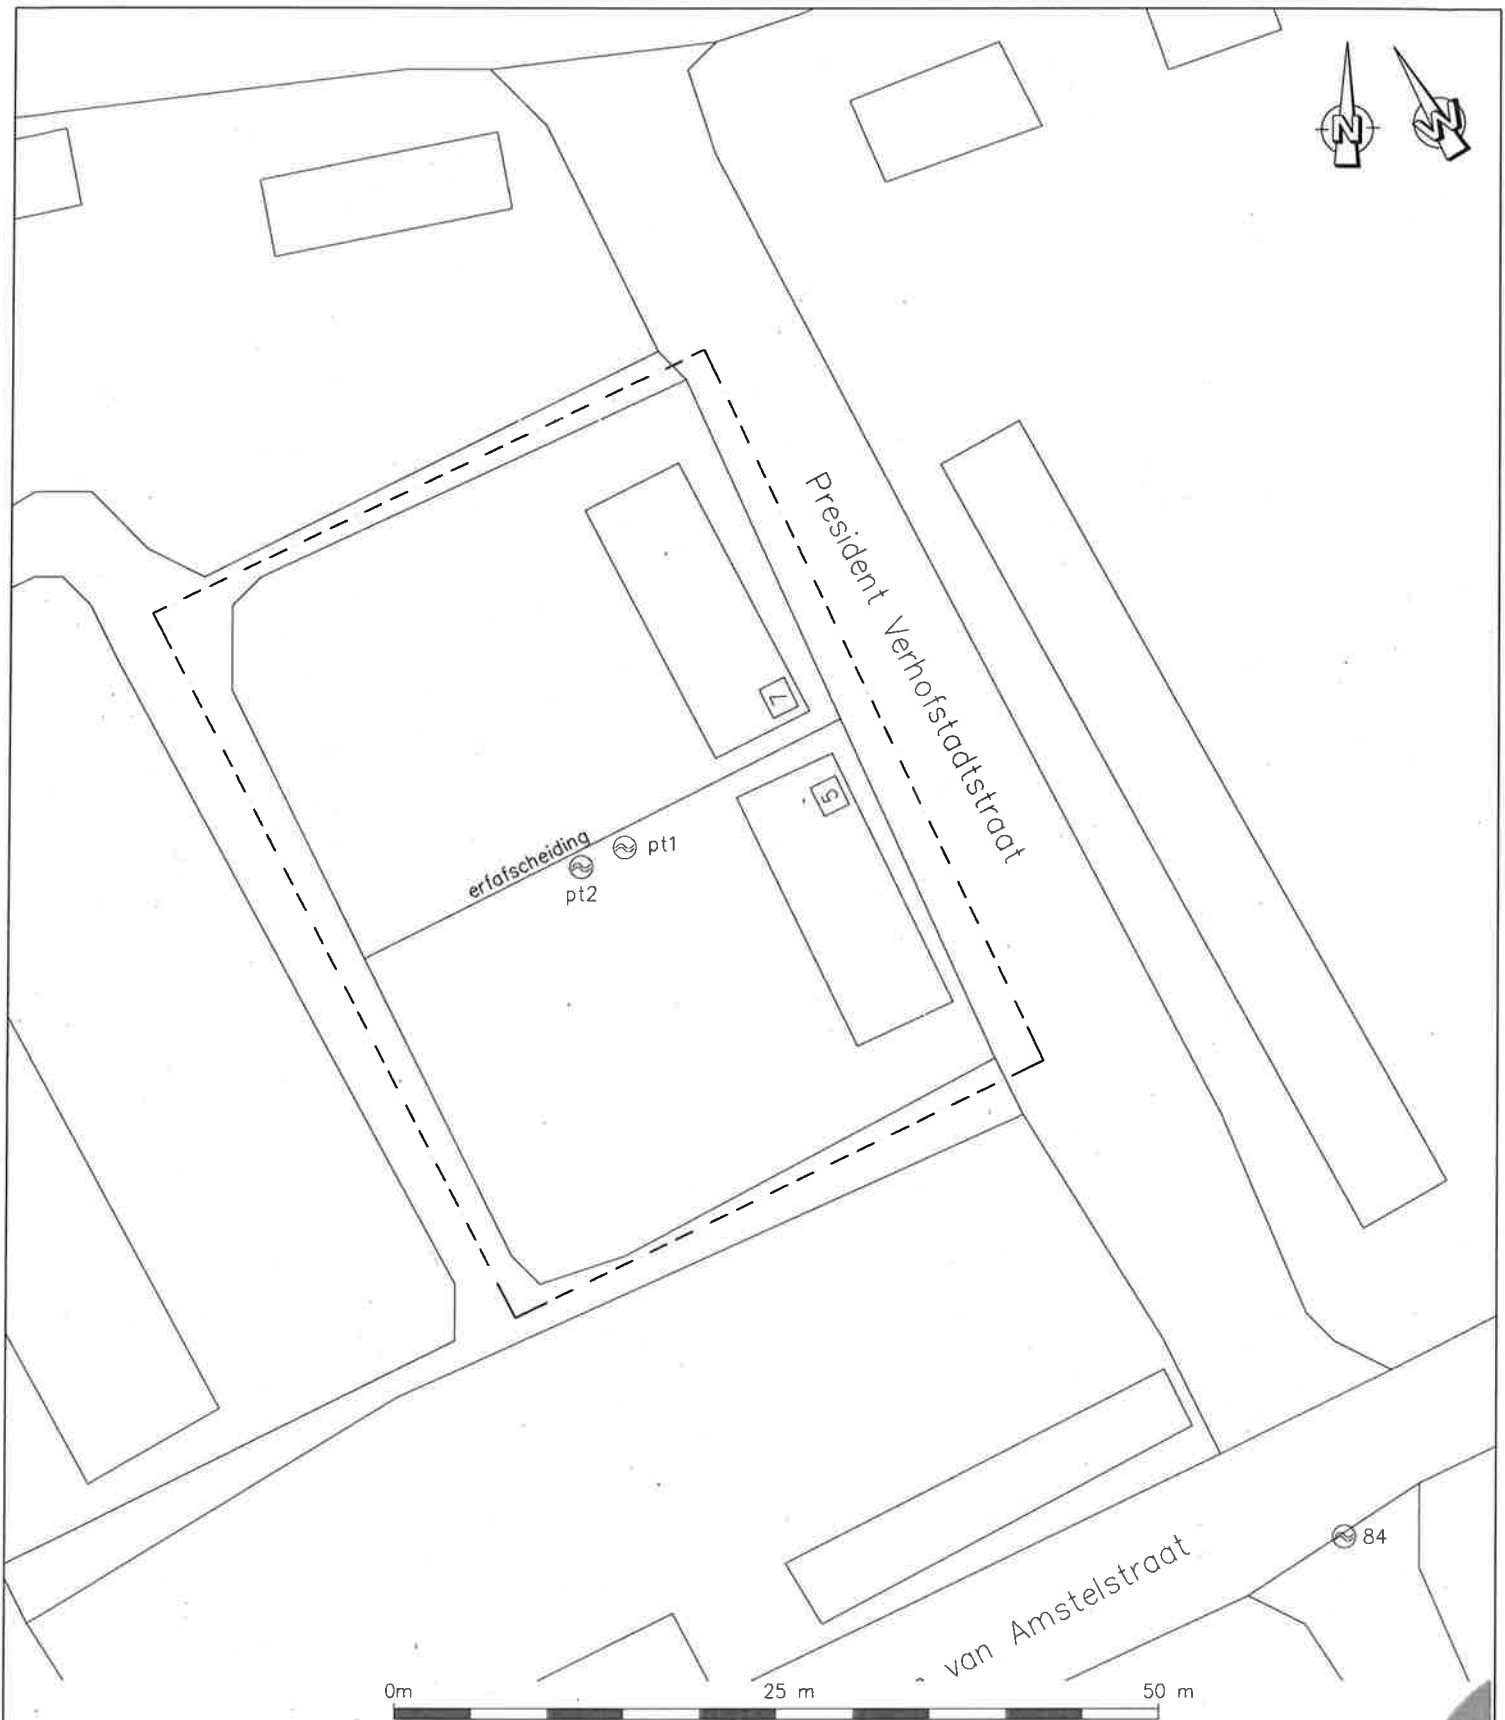 N
N
President Verhofstadtstraat
7
5
erfafscheiding
pt1
pt2
84
van Amstelstraat
0m 25 m 50 m